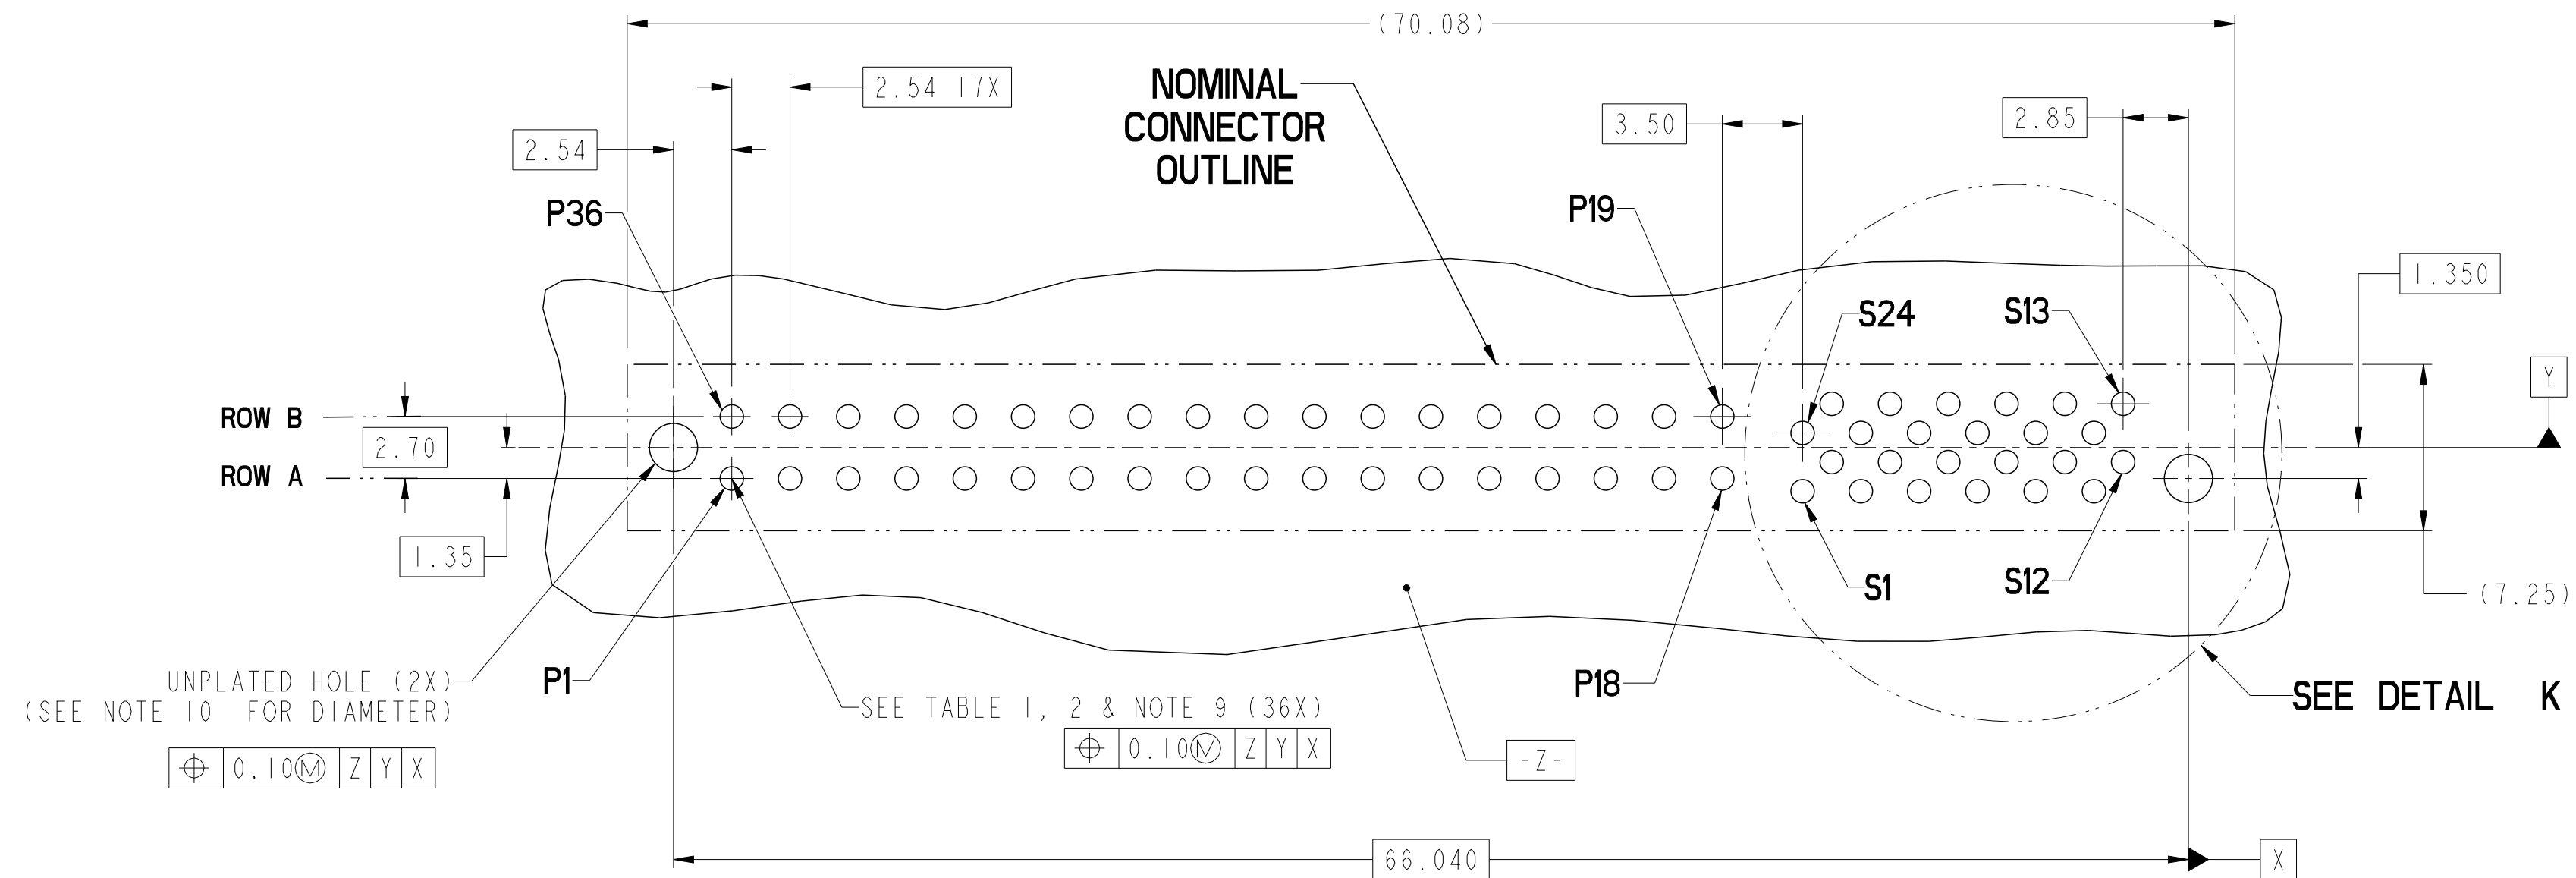 (70.08)
2.54 17X
NOMINAL
CONNECTOR
OUTLINE
3.50
2.85
2.54
P36
P19
1.350
S24
S13
Y
ROW B
2.70
ROW A
1.35
S1
S12
(7.25)
UNPLATED HOLE (2X)
(SEE NOTE 10 FOR DIAMETER)
P1
P18
SEE TABLE 1, 2 & NOTE 9 (36X)
SEE DETAIL K
⌖ 0.10Ⓜ Z Y X
⌖ 0.10Ⓜ Z Y X
-Z-
66.040
X